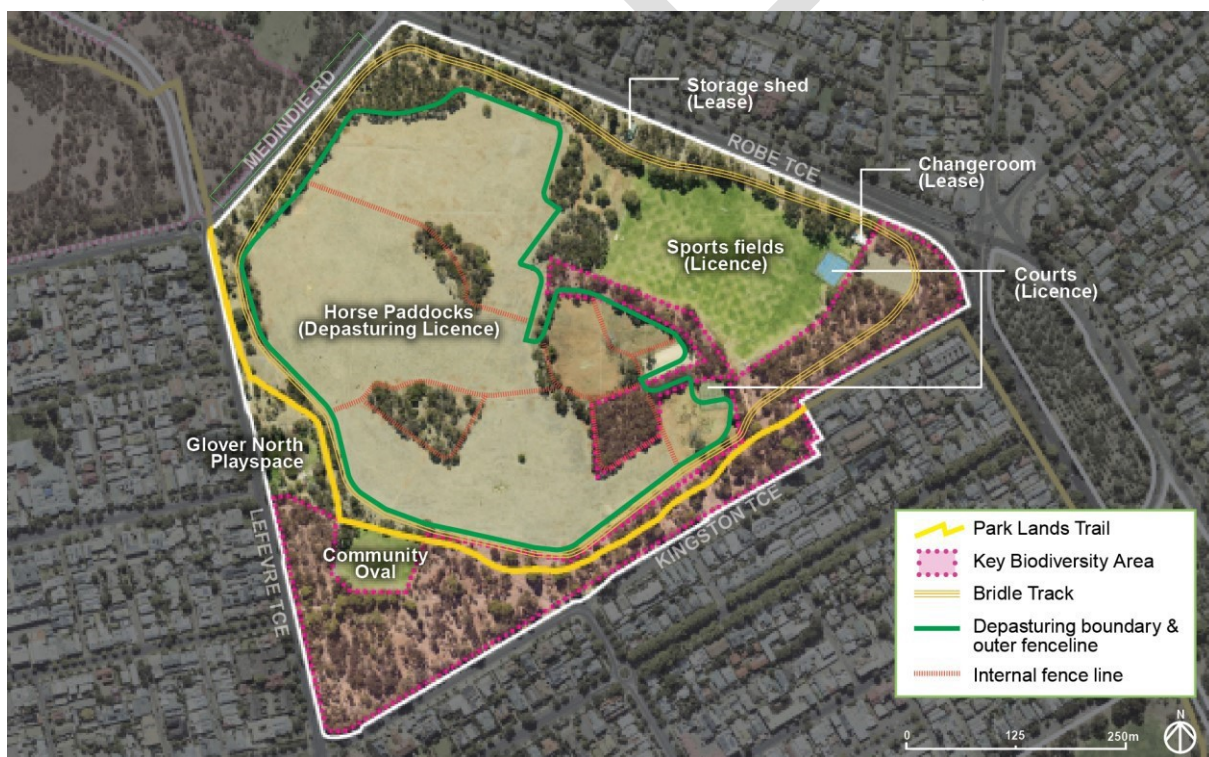 MEDINDIE RD
Storage shed
(Lease)
ROBE TCE
Changeroom
(Lease)
Sports fields
(Licence)
Courts
(Licence)
Horse Paddocks
(Depasturing Licence)
Glover North
Playspace
LEFEVRE TCE
Community
Oval
KINGSTON TCE
Park Lands Trail
Key Biodiversity Area
Bridle Track
Depasturing boundary &
outer fenceline
Internal fence line
N
0 125 250m